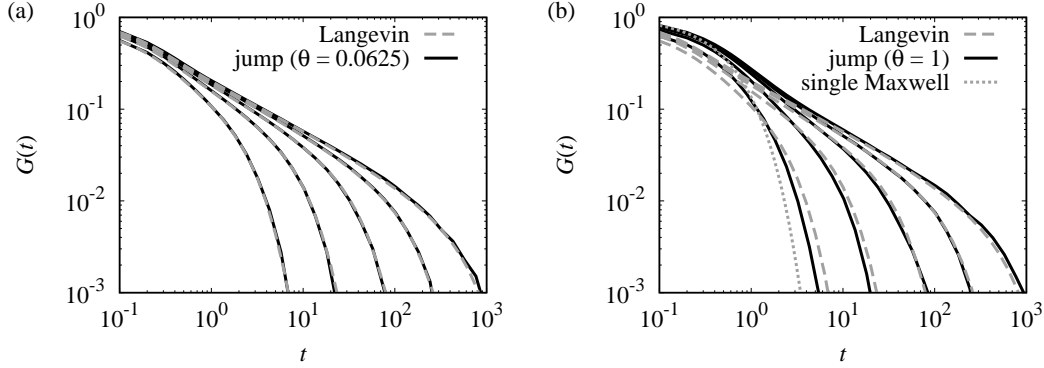 (a)
10^0
10^-1
10^-2
10^-3
G(t)
Langevin
jump (θ = 0.0625)
10^-1
10^0
10^1
10^2
10^3
t
(b)
10^0
10^-1
10^-2
10^-3
G(t)
Langevin
jump (θ = 1)
single Maxwell
10^-1
10^0
10^1
10^2
10^3
t